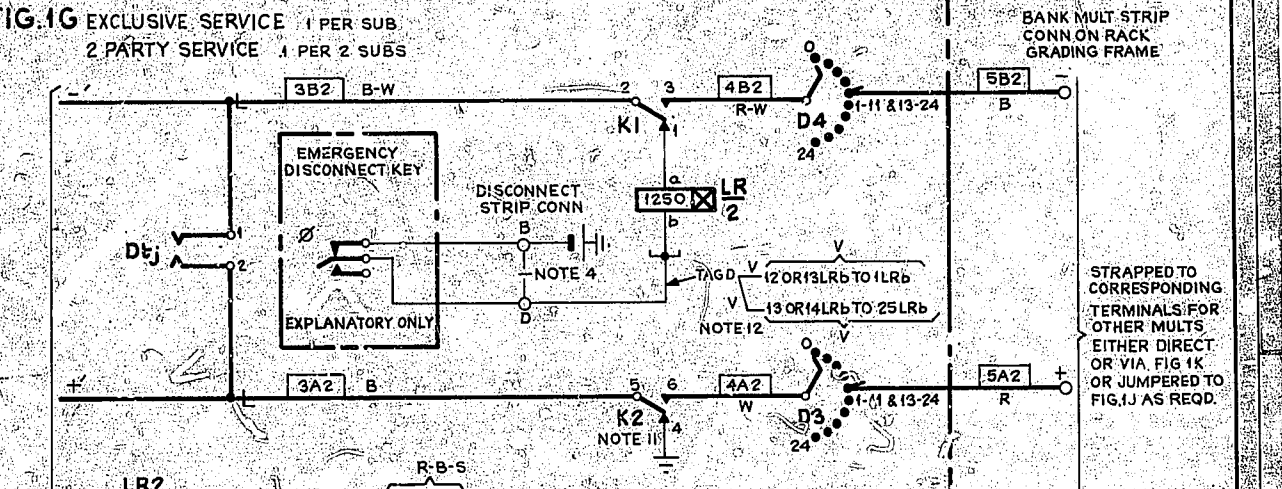 FIG.1G EXCLUSIVE SERVICE 1 PER SUB
2 PARTY SERVICE 1 PER 2 SUBS
BANK MULT STRIP
CONN. ON RACK
GRADING FRAME
−
3B2 B-W
2 3
K1
1
4B2
R-W
0
D4
24
1-11 & 13-24
5B2
B
−
EMERGENCY
DISCONNECT KEY
Ø
EXPLANATORY ONLY
DISCONNECT
STRIP CONN
B
NOTE 4
D
a
1250
LR
2
b
Dtj
1
2
TAG D
V
V
12 OR 13 LRb TO 1 LRb
V
13 OR 14 LRb TO 25 LRb
V
NOTE 12
STRAPPED TO
CORRESPONDING
TERMINALS FOR
OTHER MULTS
EITHER DIRECT
OR VIA FIG 1K
OR JUMPERED TO
FIG.1J AS REQD.
+
3A2 B
5 6
K2
4
NOTE 11
4A2
W
0
D3
24
1-11 & 13-24
5A2
R
+
R-B-S
LR2